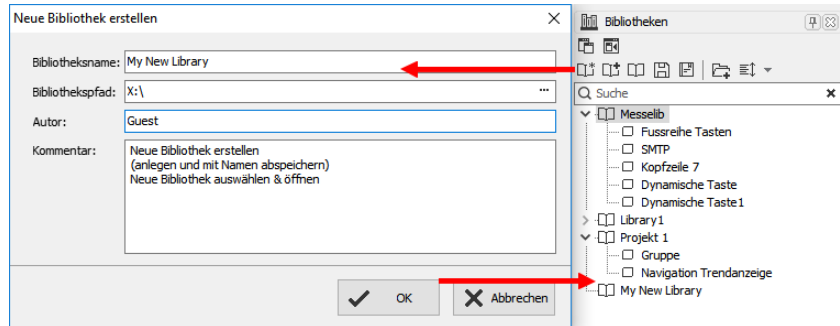 Neue Bibliothek erstellen
Bibliotheksname: My New Library
Bibliothekspfad: X:\ ...
Autor: Guest
Kommentar: Neue Bibliothek erstellen
(anlegen und mit Namen abspeichern)
Neue Bibliothek auswählen & öffnen
OK
Abbrechen
Bibliotheken
Suche
Messelib
Fussreihe Tasten
SMTP
Kopfzeile 7
Dynamische Taste
Dynamische Taste1
Library1
Projekt 1
Gruppe
Navigation Trendanzeige
My New Library